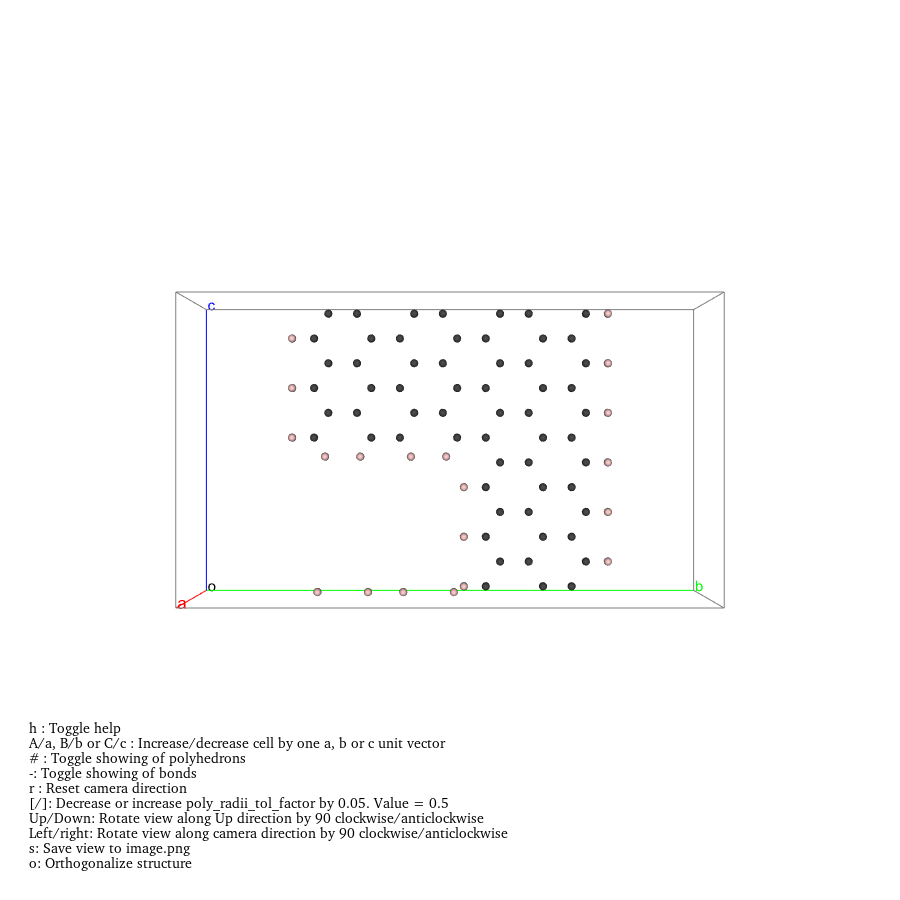 c
o
b
a
h : Toggle help
A/a, B/b or C/c : Increase/decrease cell by one a, b or c unit vector
# : Toggle showing of polyhedrons
-: Toggle showing of bonds
r : Reset camera direction
[/]: Decrease or increase poly_radii_tol_factor by 0.05. Value = 0.5
Up/Down: Rotate view along Up direction by 90 clockwise/anticlockwise
Left/right: Rotate view along camera direction by 90 clockwise/anticlockwise
s: Save view to image.png
o: Orthogonalize structure